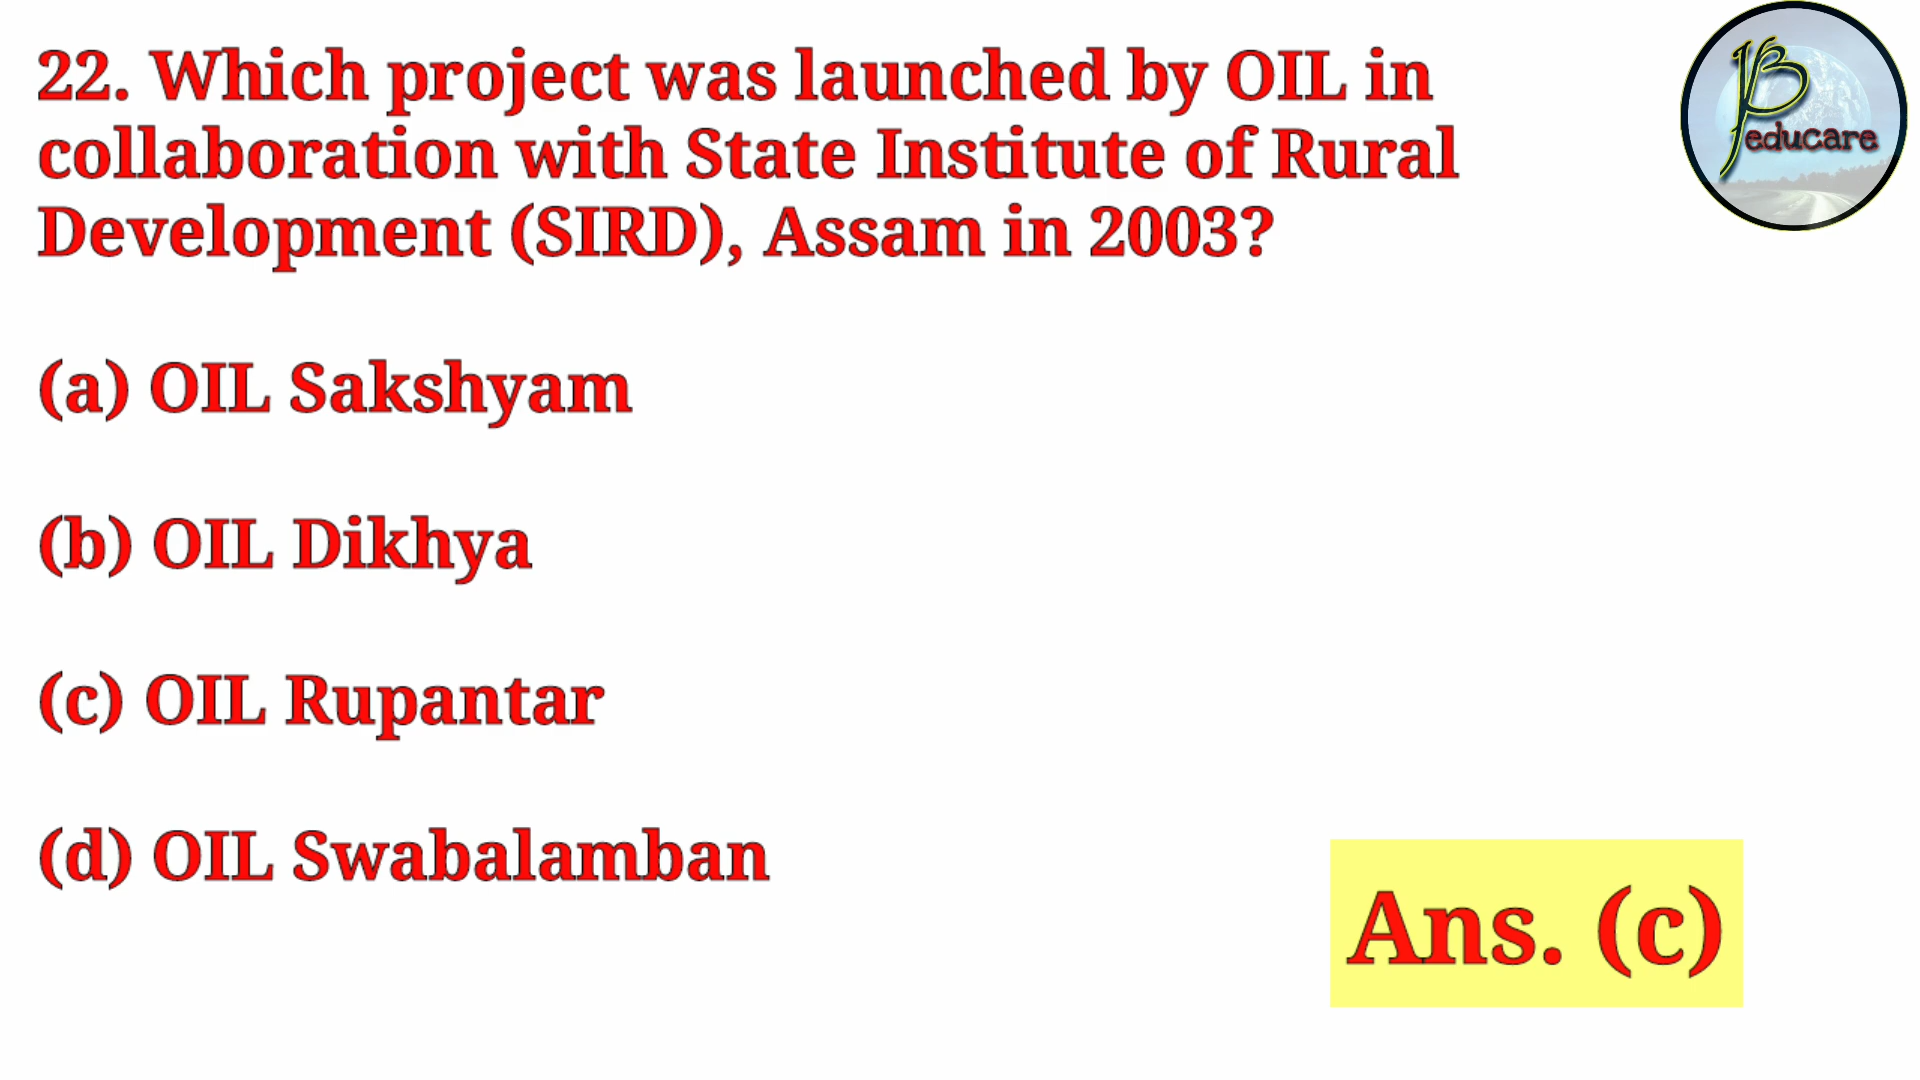 22. Which project was launched by OIL in
collaboration with State Institute of Rural
Development (SIRD), Assam in 2003?
(a) OIL Sakshyam
(b) OIL Dikhya
(c) OIL Rupantar
(d) OIL Swabalamban
Ans. (c)
educare